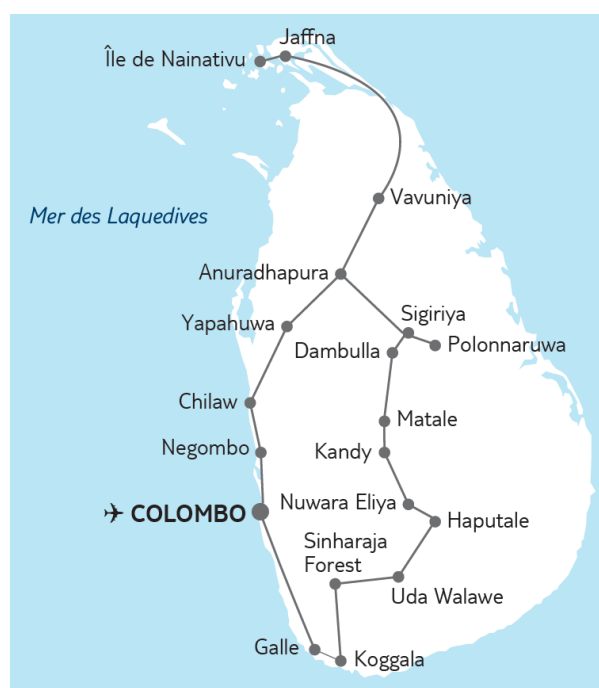 Jaffna
Île de Nainativu
Vavuniya
Mer des Laquedives
Anuradhapura
Sigiriya
Yapahuwa
Polonnaruwa
Dambulla
Chilaw
Matale
Negombo
Kandy
Nuwara Eliya
COLOMBO
Haputale
Sinharaja
Forest
Uda Walawe
Galle
Koggala